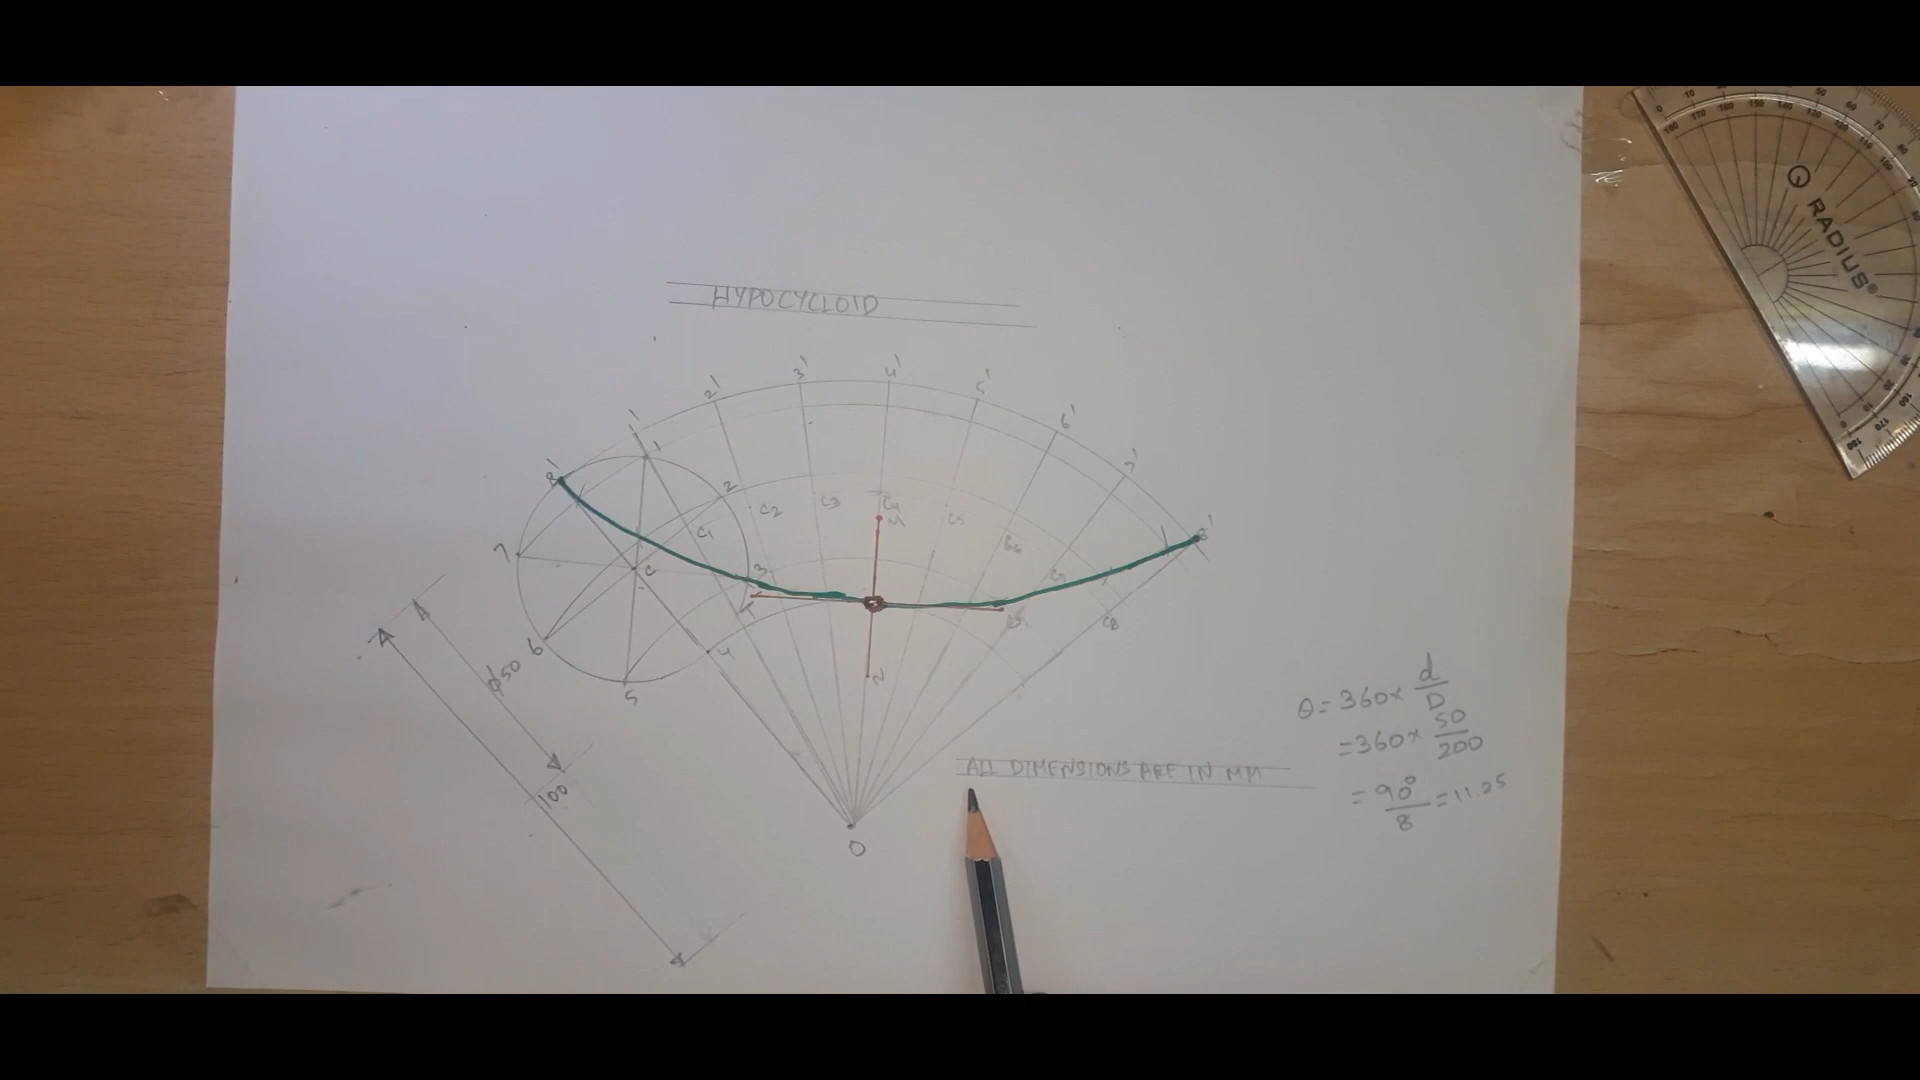 HYPOCYCLOID
1' 2' 3' 4' 5' 6' 7' 8'
8' 1 2 3 4 5 6 7
C C1 C2 C3 C4 C5 C6 C7 C8
M
N
O
φ50
100
ALL DIMENSIONS ARE IN MM
θ = 360× d/D
= 360× 50/200
= 90°/8 = 11.25
RADIUS®